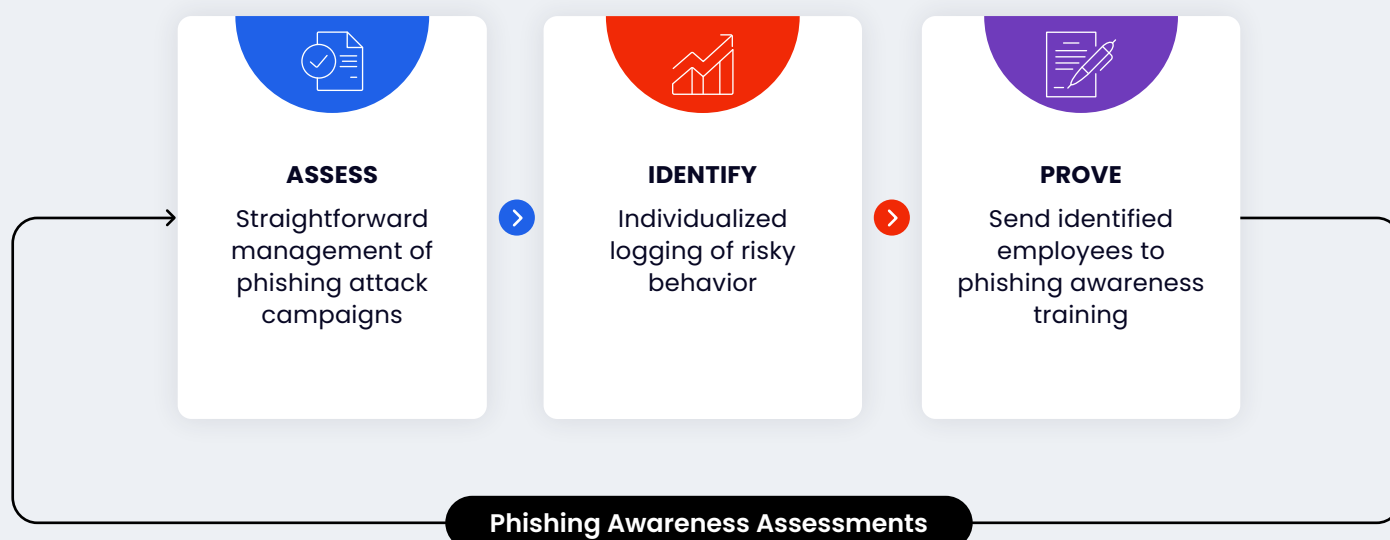 ASSESS
Straightforward
management of
phishing attack
campaigns
IDENTIFY
Individualized
logging of risky
behavior
PROVE
Send identified
employees to
phishing awareness
training
Phishing Awareness Assessments